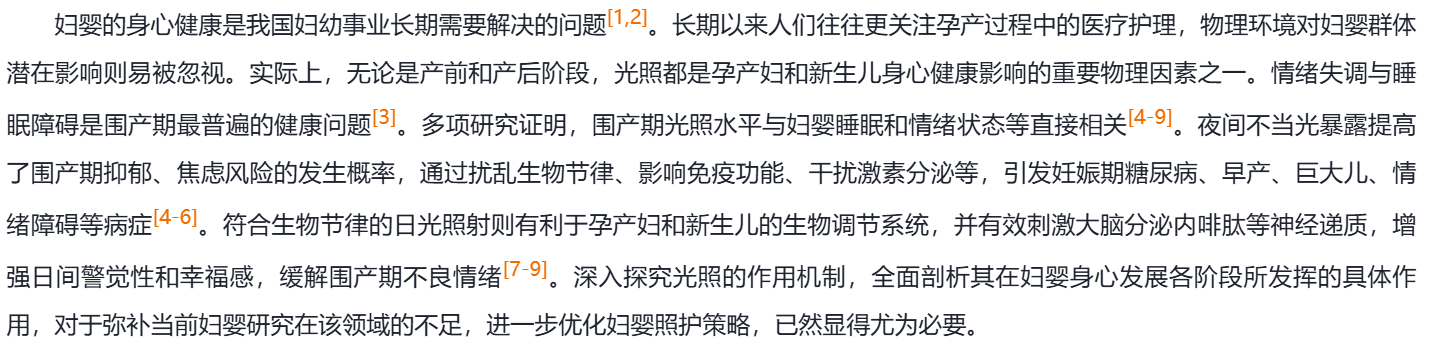 妇婴的身心健康是我国妇幼事业长期需要解决的问题[1,2]。长期以来人们往往更关注孕产过程中的医疗护理，物理环境对妇婴群体
潜在影响则易被忽视。实际上，无论是产前和产后阶段，光照都是孕产妇和新生儿身心健康影响的重要物理因素之一。情绪失调与睡
眠障碍是围产期最普遍的健康问题[3]。多项研究证明，围产期光照水平与妇婴睡眠和情绪状态等直接相关[4-9]。夜间不当光暴露提高
了围产期抑郁、焦虑风险的发生概率，通过扰乱生物节律、影响免疫功能、干扰激素分泌等，引发妊娠期糖尿病、早产、巨大儿、情
绪障碍等病症[4-6]。符合生物节律的日光照射则有利于孕产妇和新生儿的生物调节系统，并有效刺激大脑分泌内啡肽等神经递质，增
强日间警觉性和幸福感，缓解围产期不良情绪[7-9]。深入探究光照的作用机制，全面剖析其在妇婴身心发展各阶段所发挥的具体作
用，对于弥补当前妇婴研究在该领域的不足，进一步优化妇婴照护策略，已然显得尤为必要。